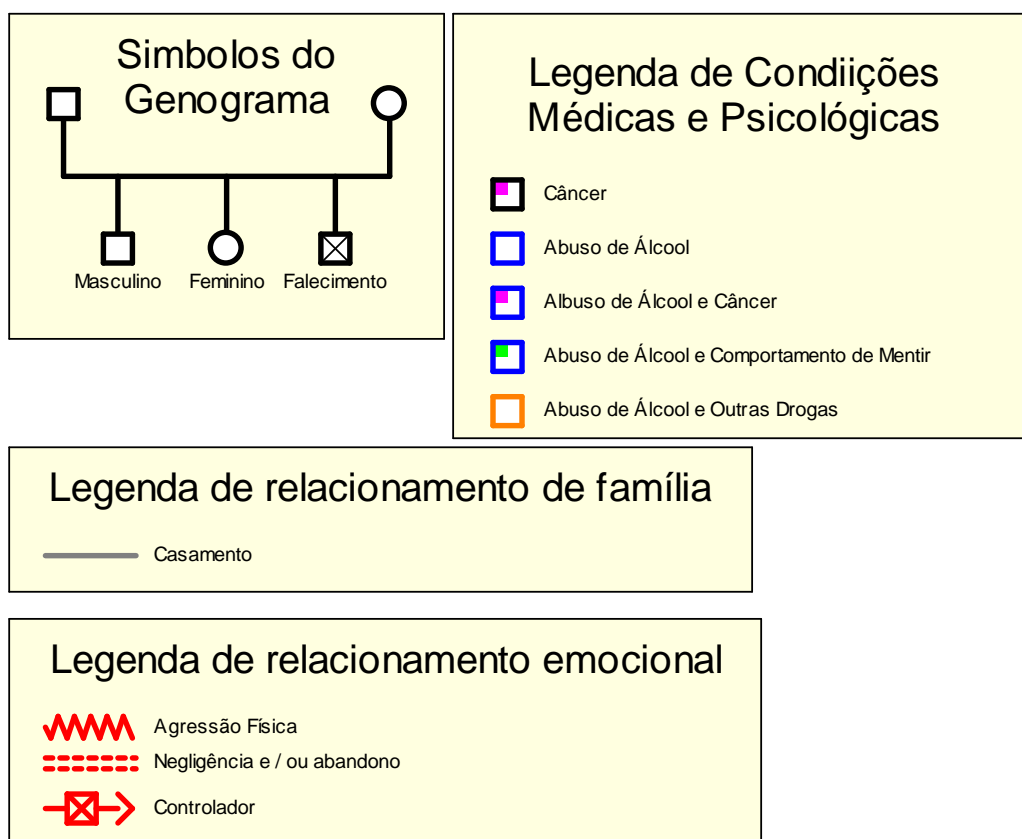 Simbolos do
Genograma
Masculino
Feminino
Falecimento
Legenda de Condiições
Médicas e Psicológicas
Câncer
Abuso de Álcool
Albuso de Álcool e Câncer
Abuso de Álcool e Comportamento de Mentir
Abuso de Álcool e Outras Drogas
Legenda de relacionamento de família
Casamento
Legenda de relacionamento emocional
Agressão Física
Negligência e / ou abandono
Controlador